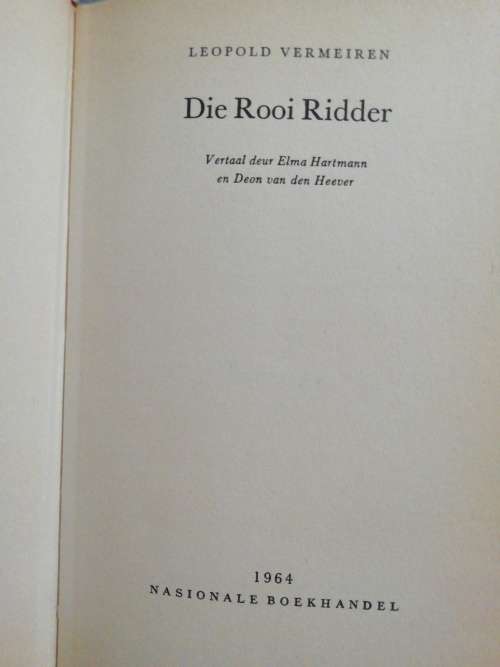 LEOPOLD VERMEIREN
Die Rooi Ridder
Vertaal deur Elma Hartmann
en Deon van den Heever
1964
NASIONALE BOEKHANDEL